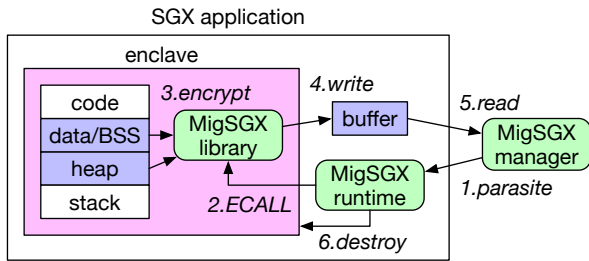 SGX application
enclave
code
data/BSS
heap
stack
3.encrypt
MigSGX
library
4.write
buffer
5.read
MigSGX
manager
1.parasite
MigSGX
runtime
2.ECALL
6.destroy